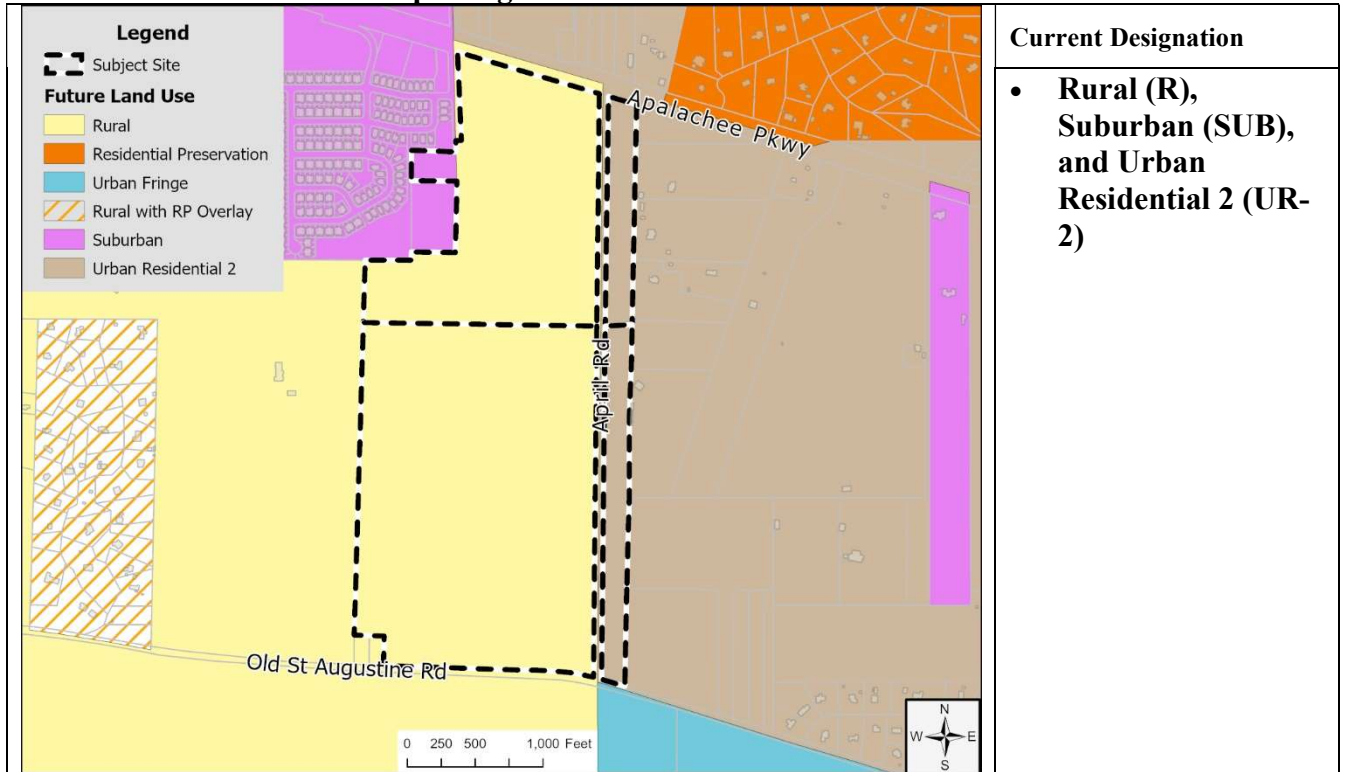 Legend
Subject Site
Future Land Use
Rural
Residential Preservation
Urban Fringe
Rural with RP Overlay
Suburban
Urban Residential 2
Apalachee Pkwy
April Rd
Old St Augustine Rd
0 250 500 1,000 Feet
N
W E
S
Current Designation
• Rural (R),
Suburban (SUB),
and Urban
Residential 2 (UR-
2)